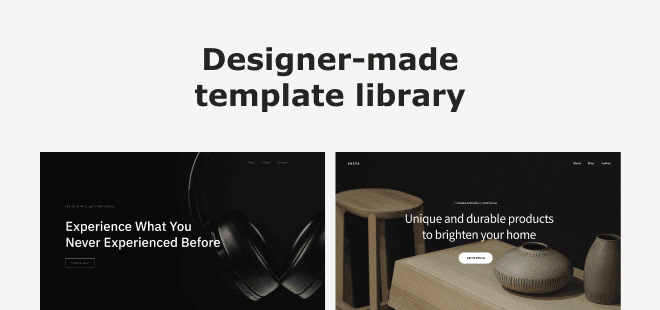 Designer-made
template library
Experience What You
Never Experienced Before
Unique and durable products
to brighten your home